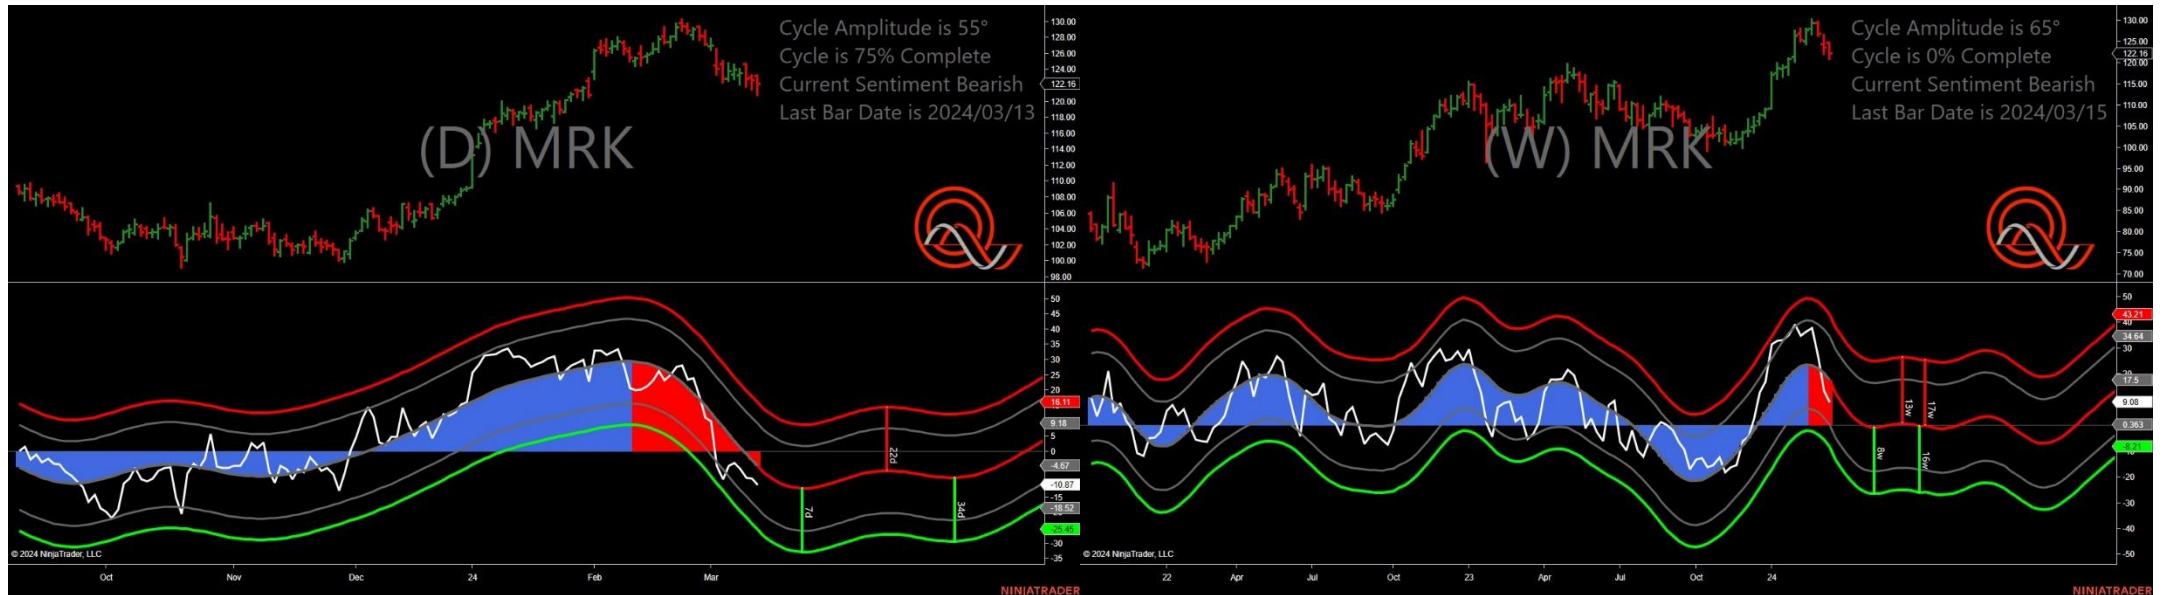 Cycle Amplitude is 55°
Cycle is 75% Complete
Current Sentiment Bearish
Last Bar Date is 2024/03/13
(D) MRK
130.00
128.00
126.00
124.00
122.16
120.00
118.00
116.00
114.00
112.00
110.00
108.00
106.00
104.00
102.00
100.00
98.00
50
45
40
35
30
25
20
16.11
9.18
5
0
-4.67
-10.87
-15
-18.52
-25.45
-30
-35
22d
7d
34d
© 2024 NinjaTrader, LLC
Oct
Nov
Dec
24
Feb
Mar
NINJATRADER
Cycle Amplitude is 65°
Cycle is 0% Complete
Current Sentiment Bearish
Last Bar Date is 2024/03/15
(W) MRK
130.00
125.00
122.16
120.00
115.00
110.00
105.00
100.00
95.00
90.00
85.00
80.00
75.00
70.00
50
43.21
40
34.64
30
17.5
9.08
0.363
-8.21
-20
-30
-40
-50
13w
17w
8w
16w
© 2024 NinjaTrader, LLC
22
Apr
Jul
Oct
23
Apr
Jul
Oct
24
NINJATRADER